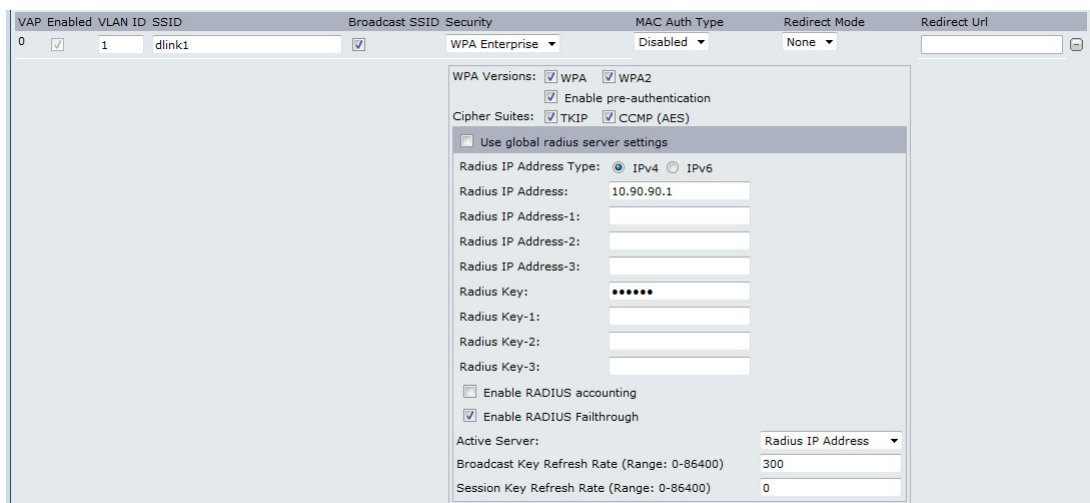 VAP Enabled VLAN ID SSID Broadcast SSID Security MAC Auth Type Redirect Mode Redirect Url
0 1 dlink1 WPA Enterprise Disabled None
WPA Versions: WPA WPA2
Enable pre-authentication
Cipher Suites: TKIP CCMP (AES)
Use global radius server settings
Radius IP Address Type: IPv4 IPv6
Radius IP Address: 10.90.90.1
Radius IP Address-1:
Radius IP Address-2:
Radius IP Address-3:
Radius Key: ••••••
Radius Key-1:
Radius Key-2:
Radius Key-3:
Enable RADIUS accounting
Enable RADIUS Failthrough
Active Server: Radius IP Address
Broadcast Key Refresh Rate (Range: 0-86400) 300
Session Key Refresh Rate (Range: 0-86400) 0